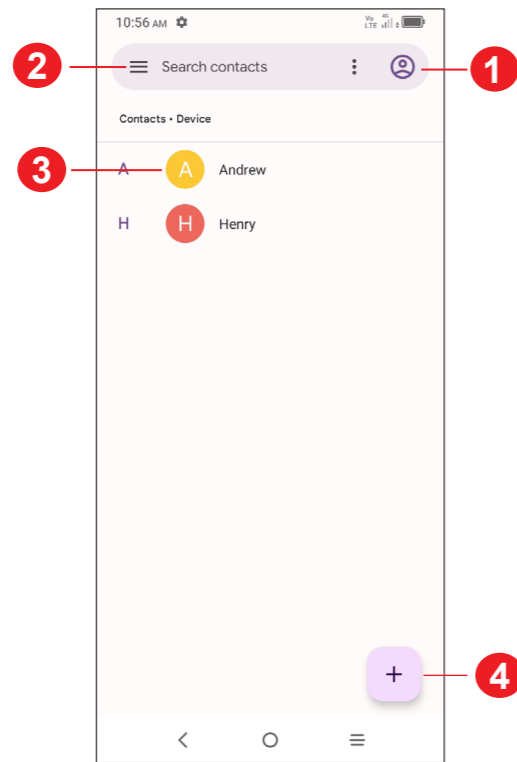 10:56 AM Vo LTE 4G
2 Search contacts 1
Contacts • Device
3 A A Andrew
H H Henry
+ 4